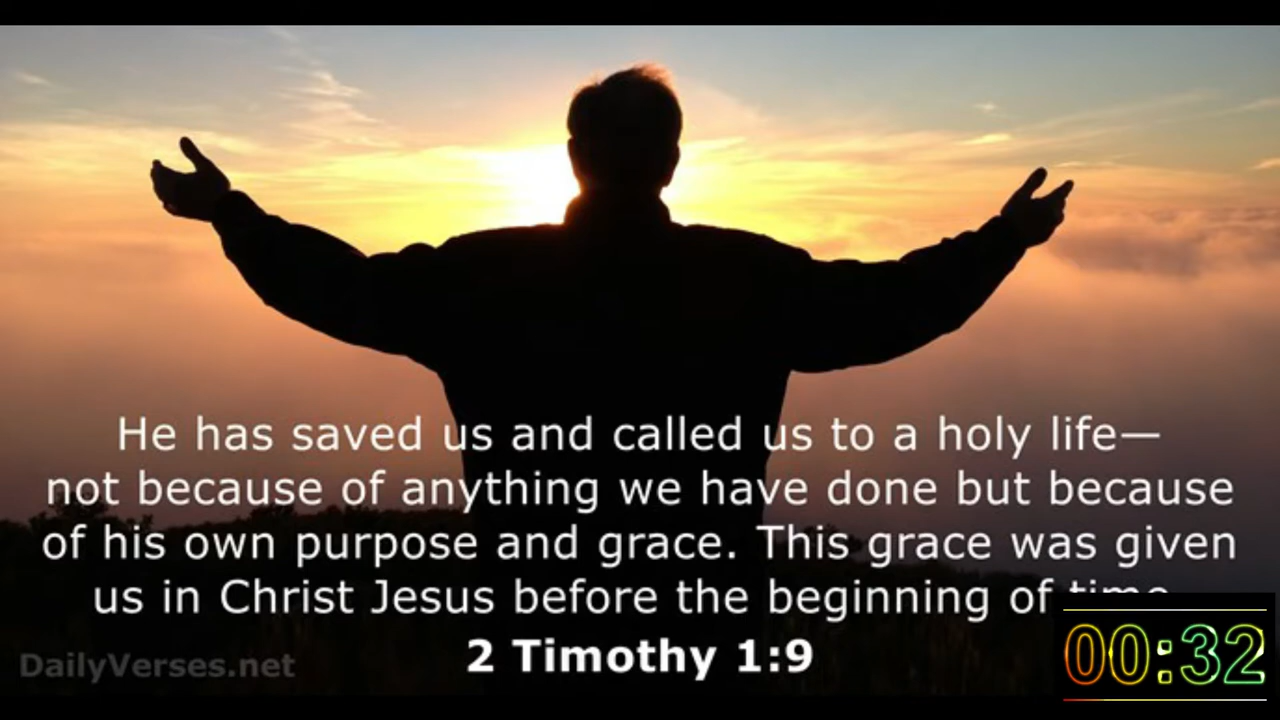 He has saved us and called us to a holy life—
not because of anything we have done but because
of his own purpose and grace. This grace was given
us in Christ Jesus before the beginning of time
2 Timothy 1:9
DailyVerses.net
00:32